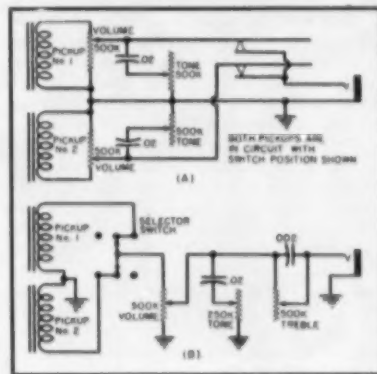 PICKUP
No. 1
VOLUME
500K
.02
TONE
500K
PICKUP
No. 2
500K
VOLUME
.02
500K
TONE
BOTH PICKUPS ARE
IN CIRCUIT WITH
SWITCH POSITION SHOWN
(A)
PICKUP
No. 1
SELECTOR
SWITCH
PICKUP
No. 2
500K
VOLUME
.02
250K
TONE
.002
500K
TREBLE
(B)